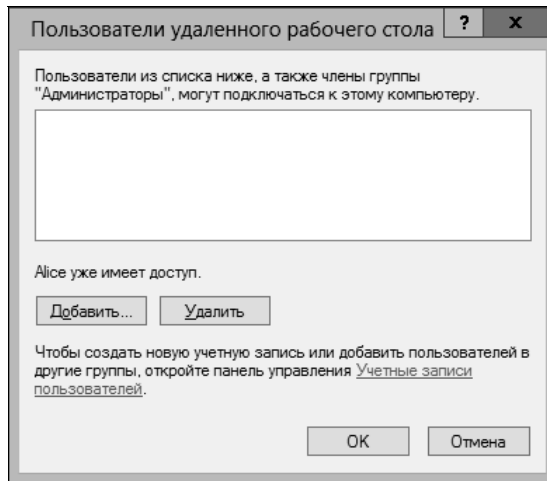 Пользователи удаленного рабочего стола ? x
Пользователи из списка ниже, а также члены группы
"Администраторы", могут подключаться к этому компьютеру.
Alice уже имеет доступ.
Добавить... Удалить
Чтобы создать новую учетную запись или добавить пользователей в
другие группы, откройте панель управления Учетные записи
пользователей.
OK Отмена